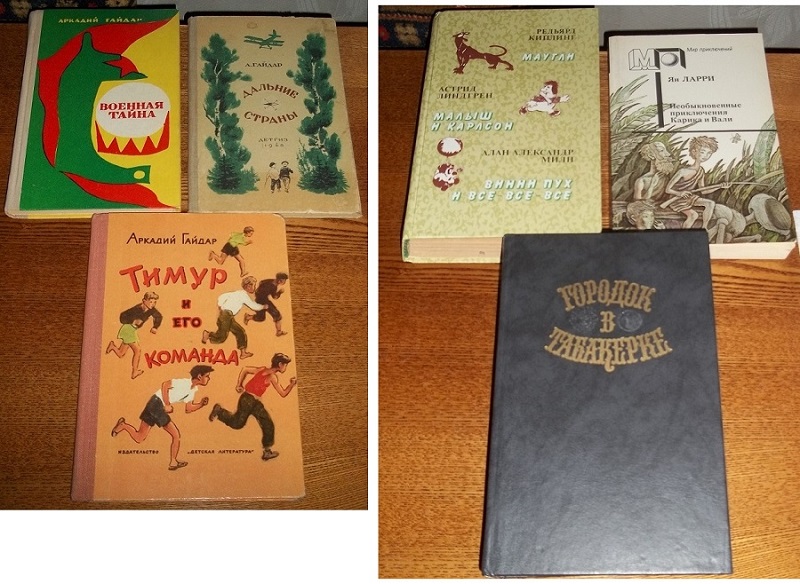 АРКАДИЙ ГАЙДАР
ВОЕННАЯ
ТАЙНА
А. ГАЙДАР
ДАЛЬНИЕ
СТРАНЫ
ДЕТГИЗ
Аркадий Гайдар
Тимур
и
его
команда
ИЗДАТЕЛЬСТВО "ДЕТСКАЯ ЛИТЕРАТУРА"
РЕДЬЯРД
КИПЛИНГ
МАУГЛИ
АСТРИД
ЛИНДГРЕН
МАЛЫШ
И КАРЛСОН
АЛАН АЛЕКСАНДР
МИЛН
ВИННИ ПУХ
И ВСЕ-ВСЕ-ВСЕ
Мир приключений
МП
Ян ЛАРРИ
Необыкновенные
приключения
Карика и Вали
ГОРОДОК
В
ТАБАКЕРКЕ